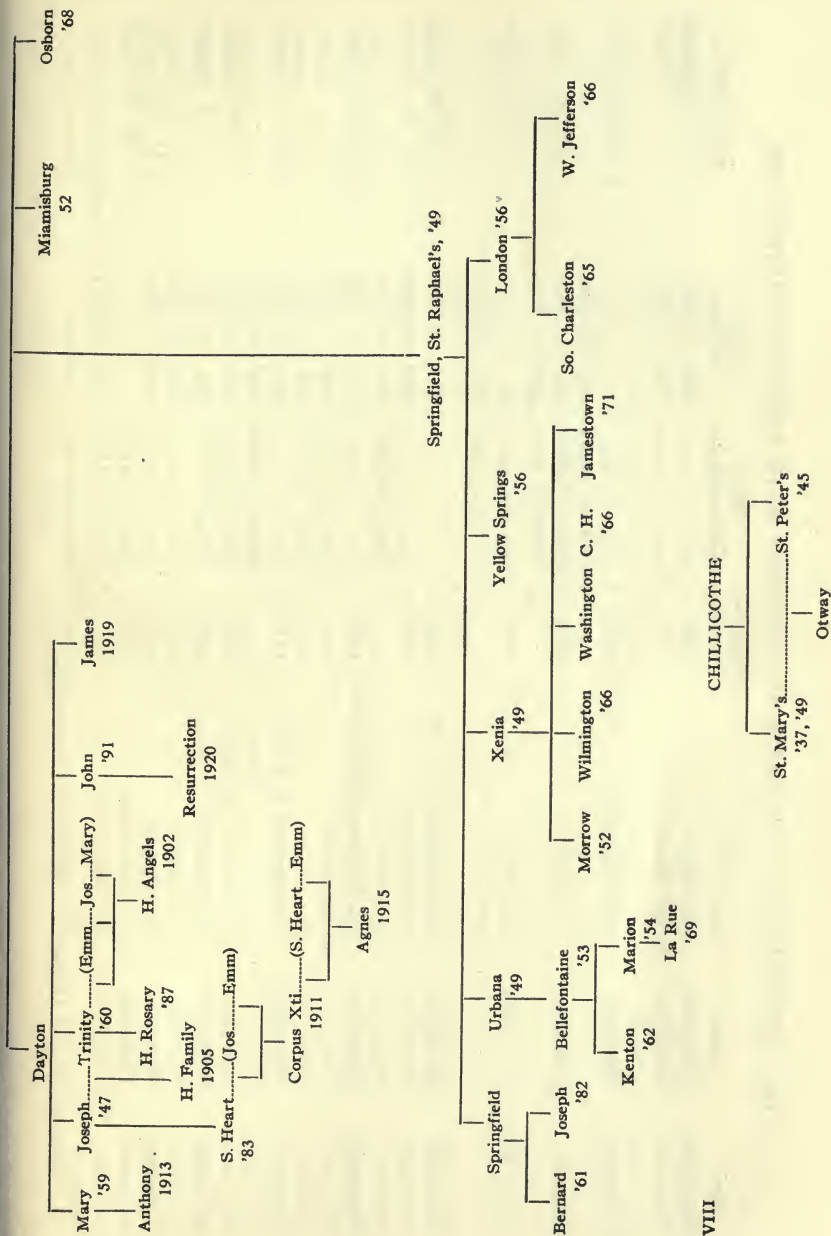 Dayton Miamisburg Osborn
52 '68
Mary Joseph......Trinity......(Emm....Jos....Mary) John James
'59 '47 '60 '91 1919
Anthony H. Rosary H. Angels
1913 '87 1902
H. Family Resurrection
1905 1920
S. Heart........(Jos........Emm)
'83
Corpus Xti......(S. Heart....Emm)
1911
Agnes
1915
Springfield, St. Raphael's, '49
Springfield Urbana Xenia Yellow Springs London '56
'49 '49 '56
Bernard Joseph Bellefontaine '53 Morrow Wilmington Washington C. H. Jamestown So. Charleston W. Jefferson
'61 '82 '52 '66 '66 '71 '65 '66
Kenton Marion
'62 '54
La Rue
'69
CHILLICOTHE
St. Mary's........St. Peter's
'37, '49 '45
Otway
VIII